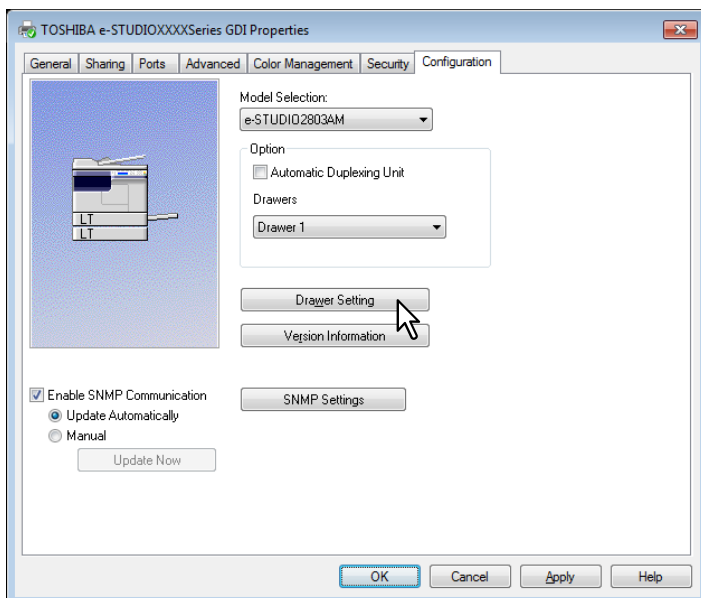 TOSHIBA e-STUDIOXXXXSeries GDI Properties
General Sharing Ports Advanced Color Management Security Configuration
Model Selection:
e-STUDIO2803AM
Option
Automatic Duplexing Unit
Drawers
Drawer 1
LT
LT
Drawer Setting
Version Information
Enable SNMP Communication
SNMP Settings
Update Automatically
Manual
Update Now
OK Cancel Apply Help